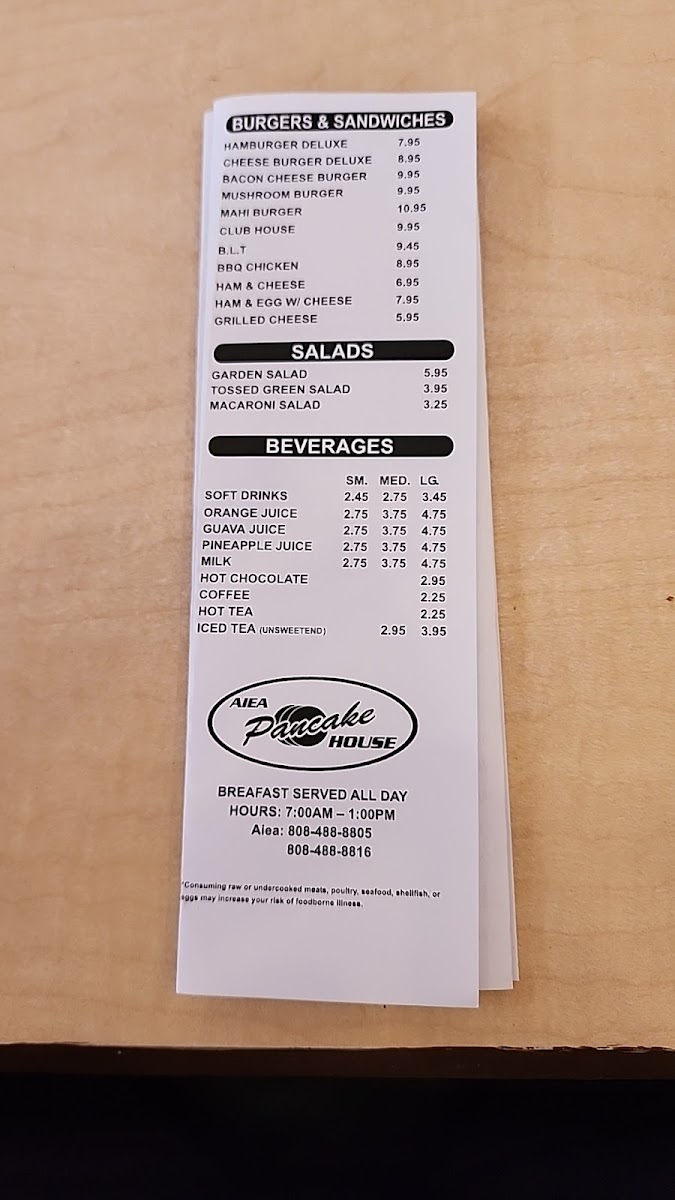 BURGERS & SANDWICHES
HAMBURGER DELUXE 7.95
CHEESE BURGER DELUXE 8.95
BACON CHEESE BURGER 9.95
MUSHROOM BURGER 9.95
MAHI BURGER 10.95
CLUB HOUSE 9.95
B.L.T 9.45
BBQ CHICKEN 8.95
HAM & CHEESE 6.95
HAM & EGG W/ CHEESE 7.95
GRILLED CHEESE 5.95
SALADS
GARDEN SALAD 5.95
TOSSED GREEN SALAD 3.95
MACARONI SALAD 3.25
BEVERAGES
SM. MED. LG.
SOFT DRINKS 2.45 2.75 3.45
ORANGE JUICE 2.75 3.75 4.75
GUAVA JUICE 2.75 3.75 4.75
PINEAPPLE JUICE 2.75 3.75 4.75
MILK 2.75 3.75 4.75
HOT CHOCOLATE 2.95
COFFEE 2.25
HOT TEA 2.25
ICED TEA (UNSWEETEND) 2.95 3.95
AIEA
Pancake
HOUSE
BREAFAST SERVED ALL DAY
HOURS: 7:00AM – 1:00PM
Aiea: 808-488-8805
808-488-8816
*Consuming raw or undercooked meats, poultry, seafood, shellfish, or
eggs may increase your risk of foodborne illness.